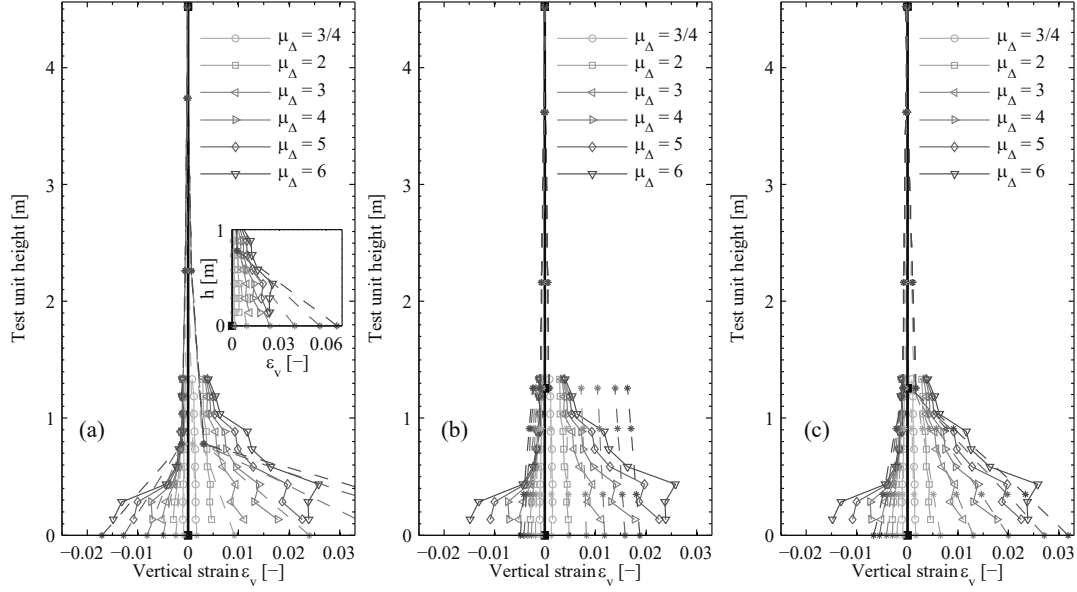 4
3
2
1
0
Test unit height [m]
μΔ = 3/4
μΔ = 2
μΔ = 3
μΔ = 4
μΔ = 5
μΔ = 6
1
0
h [m]
0 0.03 0.06
εv [−]
(a)
−0.02 −0.01 0 0.01 0.02 0.03
Vertical strain εv [−]
4
3
2
1
0
Test unit height [m]
μΔ = 3/4
μΔ = 2
μΔ = 3
μΔ = 4
μΔ = 5
μΔ = 6
(b)
−0.02 −0.01 0 0.01 0.02 0.03
Vertical strain εv [−]
4
3
2
1
0
Test unit height [m]
μΔ = 3/4
μΔ = 2
μΔ = 3
μΔ = 4
μΔ = 5
μΔ = 6
(c)
−0.02 −0.01 0 0.01 0.02 0.03
Vertical strain εv [−]